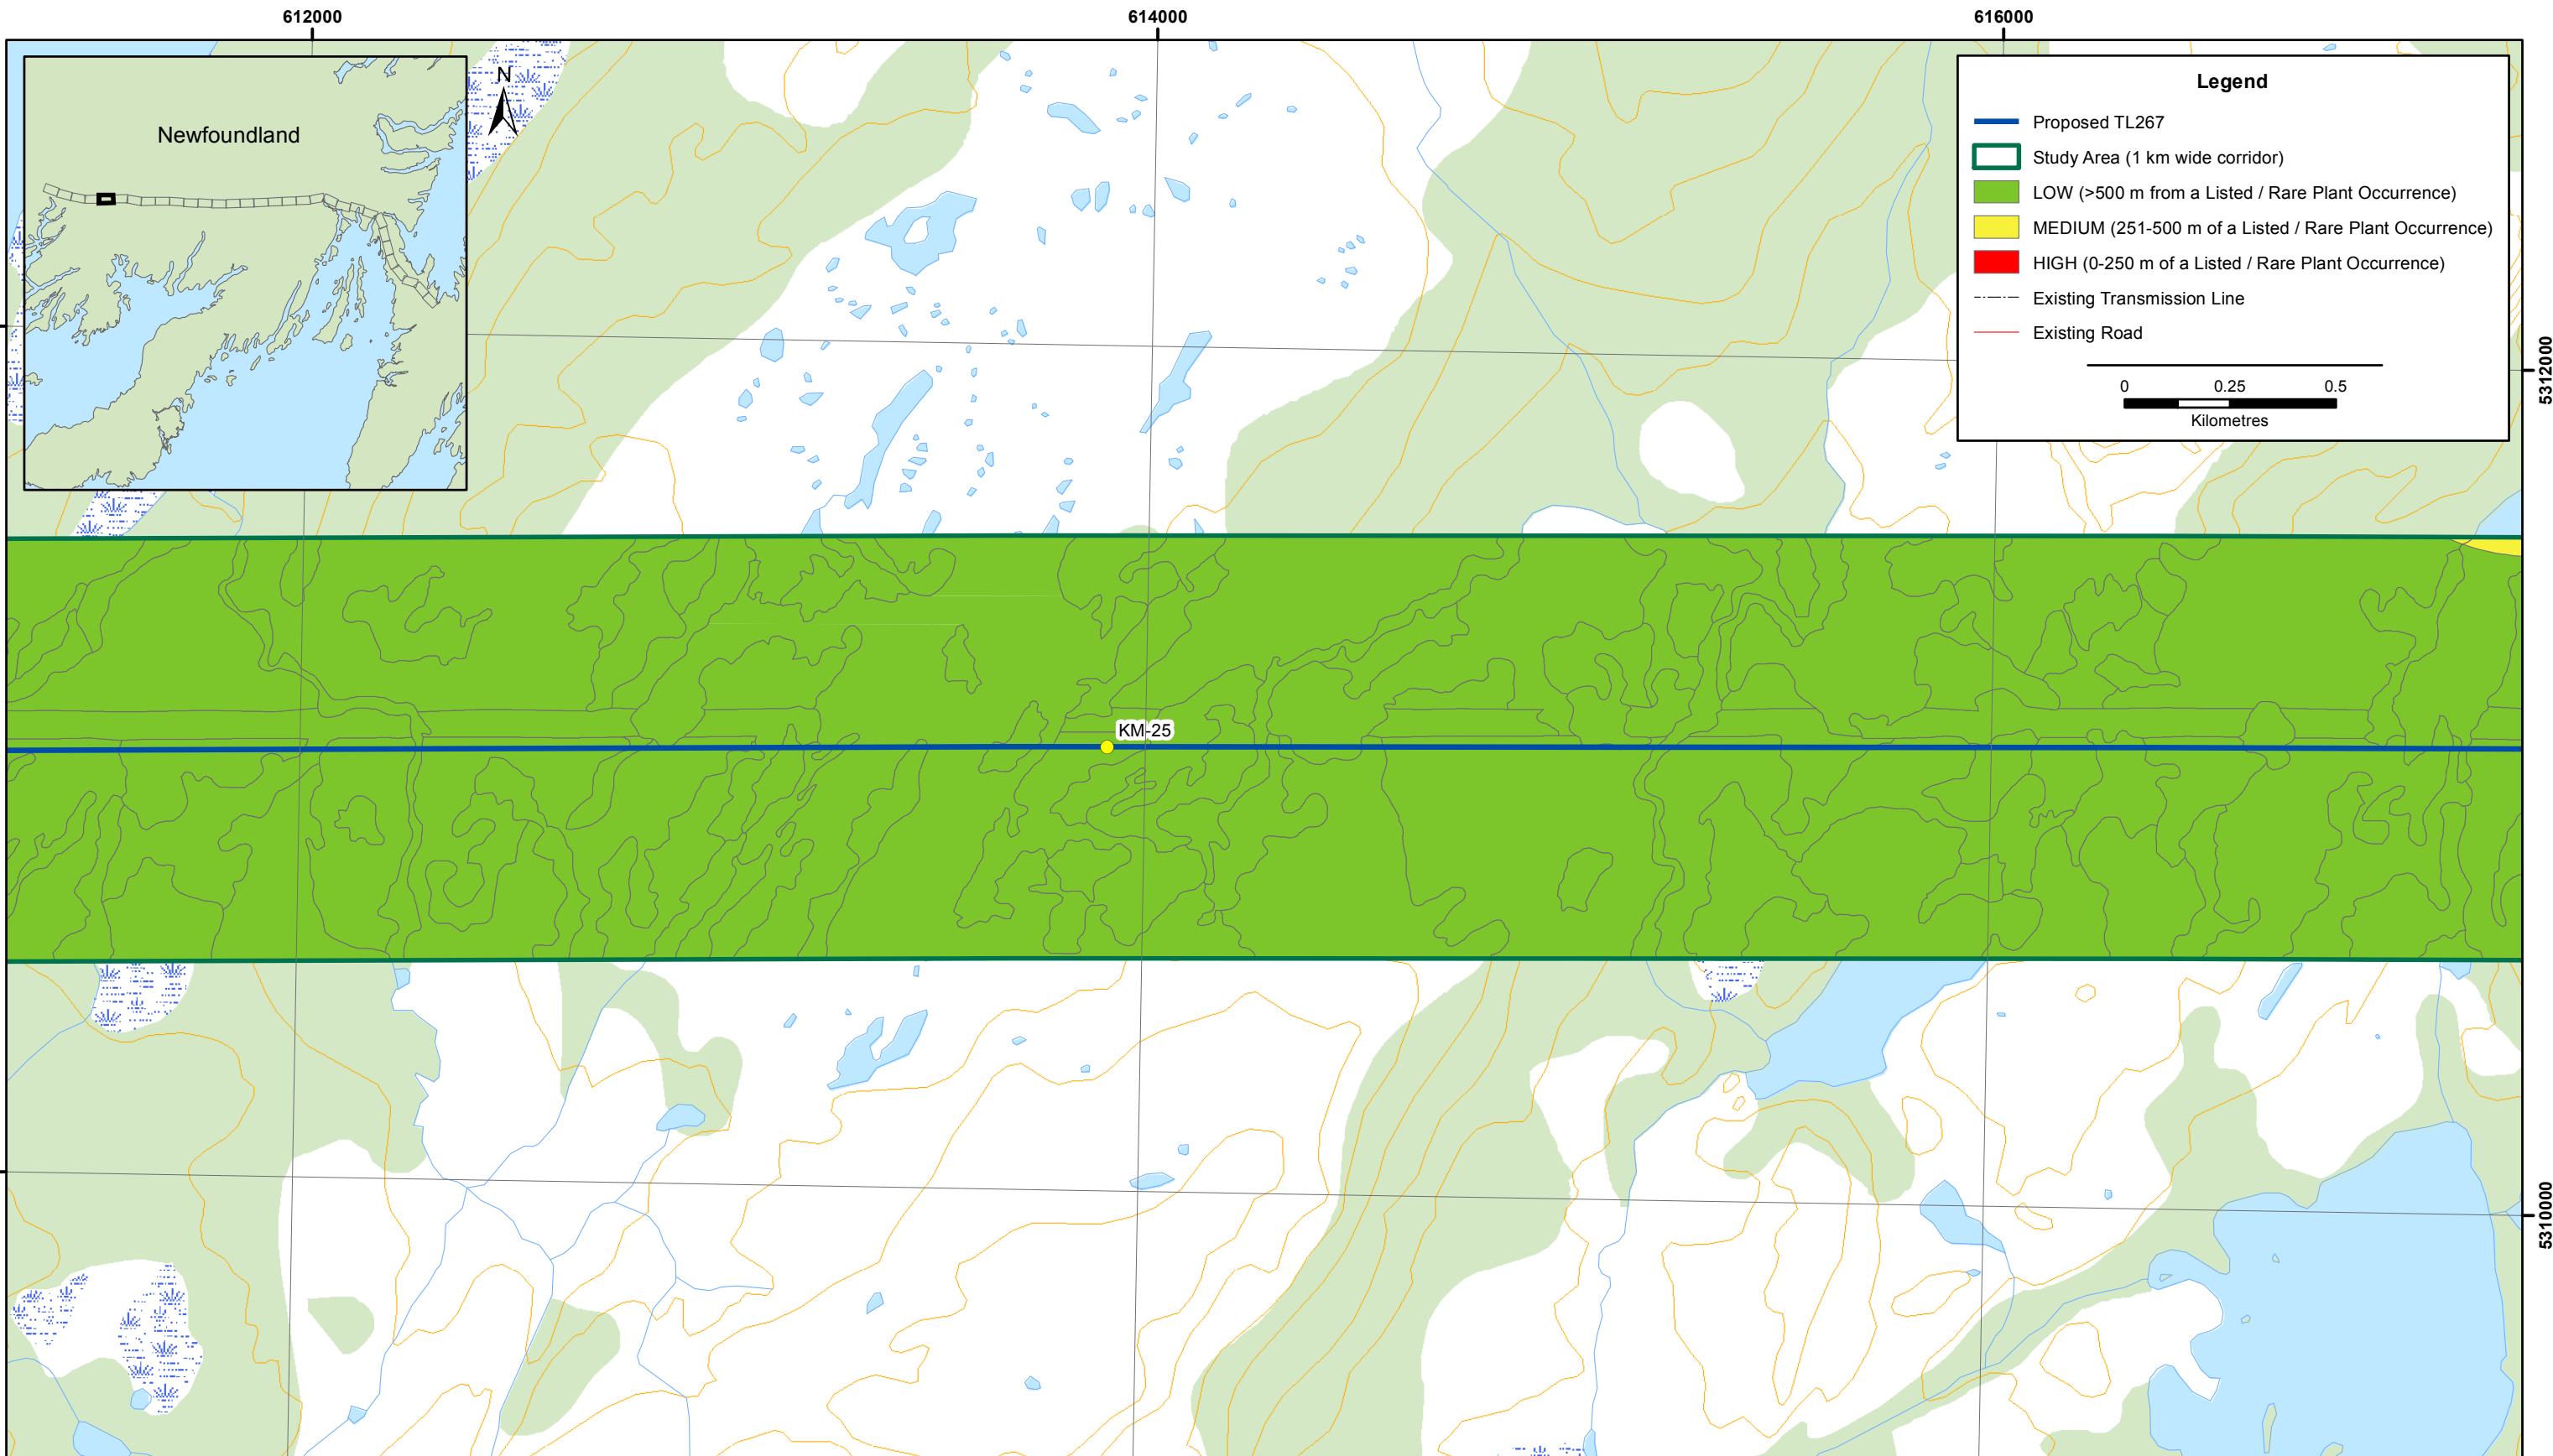 612000
614000
616000
Newfoundland
N
Legend
Proposed TL267
Study Area (1 km wide corridor)
LOW (>500 m from a Listed / Rare Plant Occurrence)
MEDIUM (251-500 m of a Listed / Rare Plant Occurrence)
HIGH (0-250 m of a Listed / Rare Plant Occurrence)
Existing Transmission Line
Existing Road
0 0.25 0.5
Kilometres
5312000
KM-25
5310000